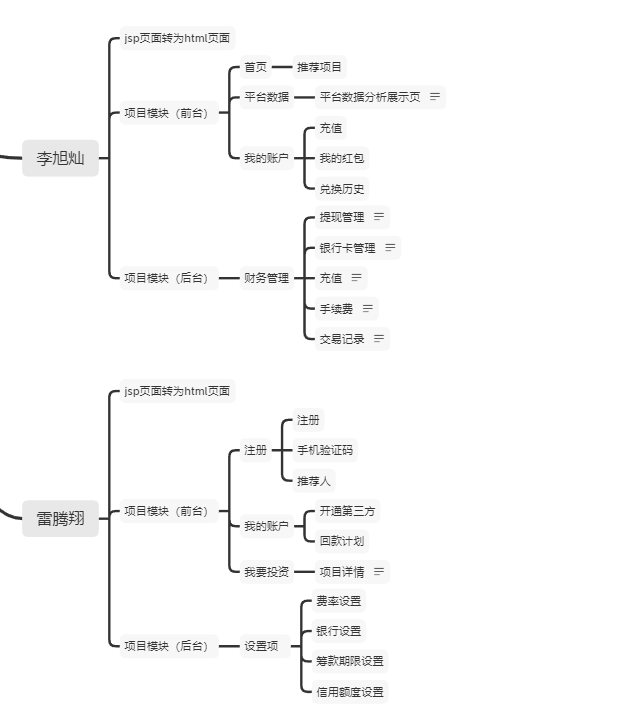 李旭灿
jsp页面转为html页面
项目模块（前台）
首页
推荐项目
平台数据
平台数据分析展示页
我的账户
充值
我的红包
兑换历史
项目模块（后台）
财务管理
提现管理
银行卡管理
充值
手续费
交易记录
雷腾翔
jsp页面转为html页面
项目模块（前台）
注册
注册
手机验证码
推荐人
我的账户
开通第三方
回款计划
我要投资
项目详情
项目模块（后台）
设置项
费率设置
银行设置
筹款期限设置
信用额度设置